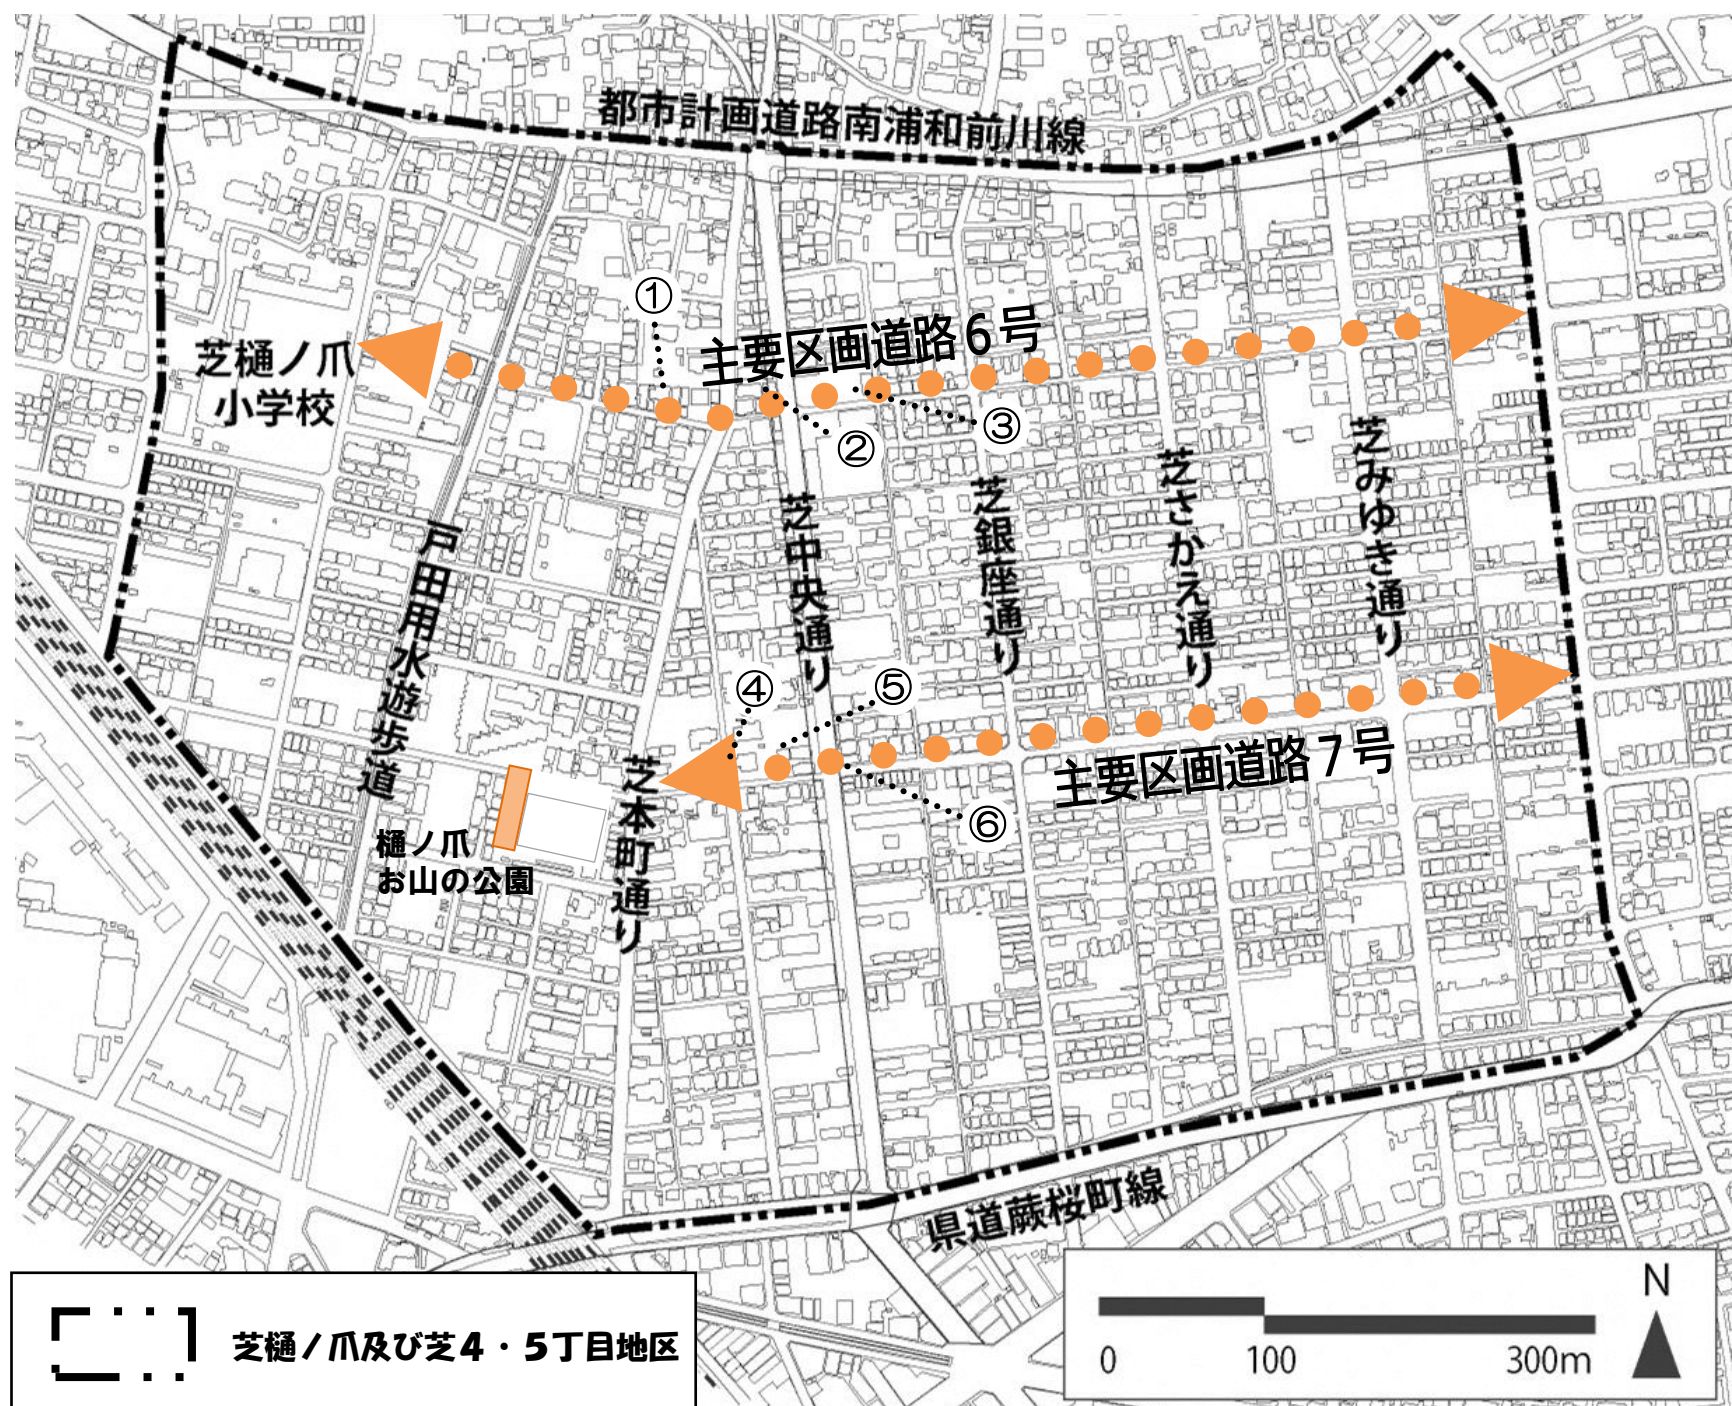 都市計画道路南浦和前川線
①
主要区画道路６号
芝樋ノ爪
小学校
②
③
戸田用水遊歩道
芝中央通り
芝銀座通り
芝さかえ通り
芝みゆき通り
④
⑤
主要区画道路７号
芝本町通り
⑥
樋ノ爪
お山の公園
県道蕨桜町線
芝樋ノ爪及び芝４・５丁目地区
N
0 100 300m